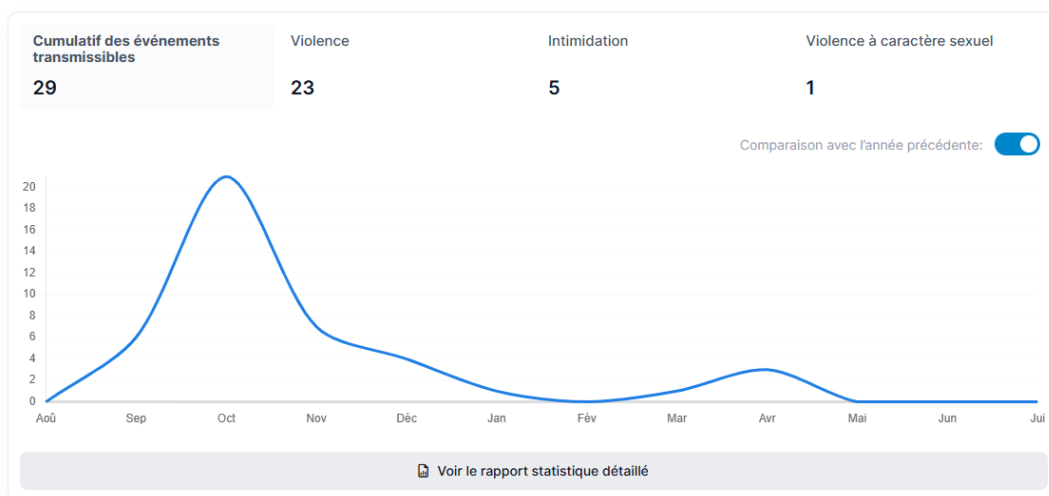 Cumulatif des événements
transmissibles
29
Violence
23
Intimidation
5
Violence à caractère sexuel
1
Comparaison avec l'année précédente:
20
18
16
14
12
10
8
6
4
2
0
Aoû Sep Oct Nov Déc Jan Fév Mar Avr Mai Jun Jui
Voir le rapport statistique détaillé